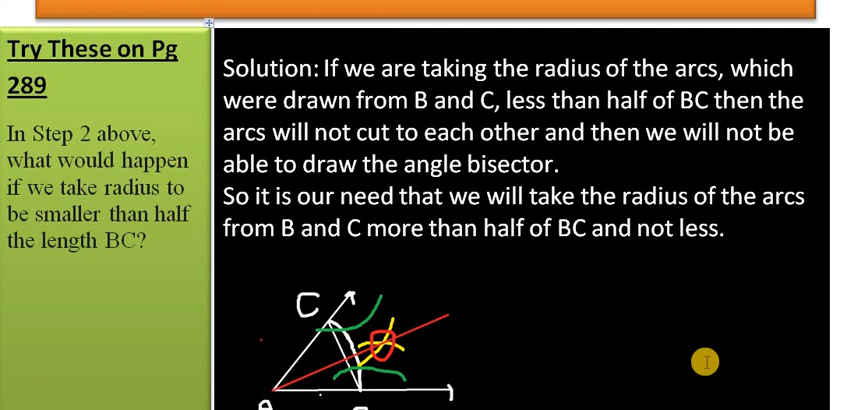 Try These on Pg
289
In Step 2 above,
what would happen
if we take radius to
be smaller than half
the length BC?
Solution: If we are taking the radius of the arcs, which
were drawn from B and C, less than half of BC then the
arcs will not cut to each other and then we will not be
able to draw the angle bisector.
So it is our need that we will take the radius of the arcs
from B and C more than half of BC and not less.
C